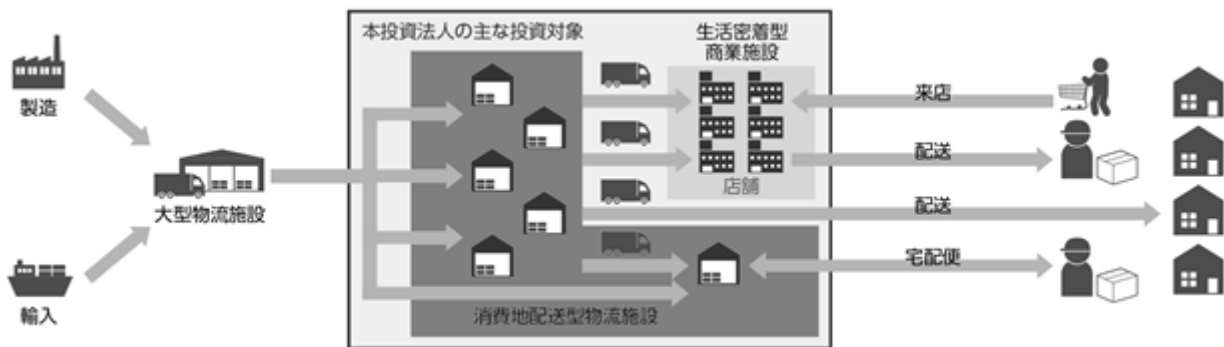 本投資法人の主な投資対象
生活密着型
商業施設
製造
来店
配送
店舗
大型物流施設
配送
宅配便
輸入
消費地配送型物流施設